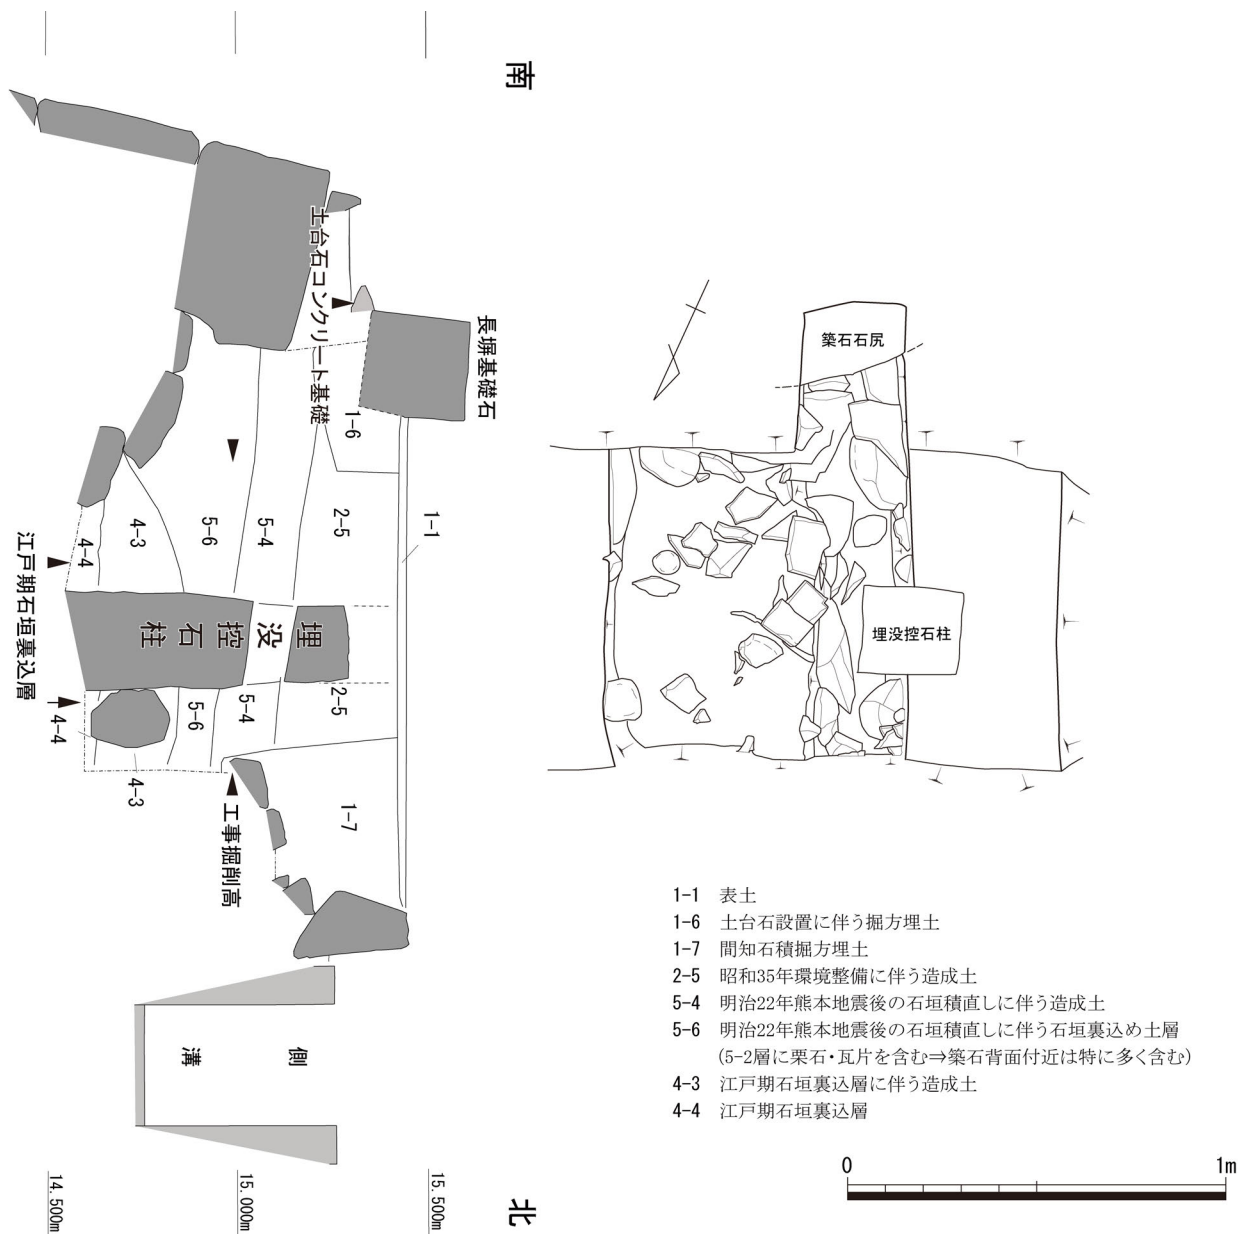 南
土台石コンクリート基礎
長塀基礎石
1-6
1-1
2-5
5-4
5-6
4-3
4-4
江戸期石垣裏込層
埋没控石柱
2-5
5-4
5-6
4-4
4-3
工事掘削高
1-7
側溝
14.500m
15.000m
15.500m
北
築石石尻
埋没控石柱
1-1 表土
1-6 土台石設置に伴う掘方埋土
1-7 間知石積掘方埋土
2-5 昭和35年環境整備に伴う造成土
5-4 明治22年熊本地震後の石垣積直しに伴う造成土
5-6 明治22年熊本地震後の石垣積直しに伴う石垣裏込め土層
(5-2層に栗石・瓦片を含む⇒築石背面付近は特に多く含む)
4-3 江戸期石垣裏込層に伴う造成土
4-4 江戸期石垣裏込層
0 1m